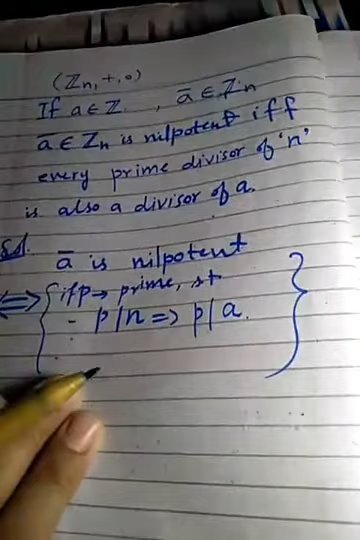 (ℤn, +, ∘)
If a ∈ ℤ , ā ∈ ℤn
ā ∈ ℤn is nilpotent iff
every prime divisor of 'n'
is also a divisor of a.
Sol.
ā is nilpotent
⟺ { if p → prime, st
- p | n ⇒ p | a. }